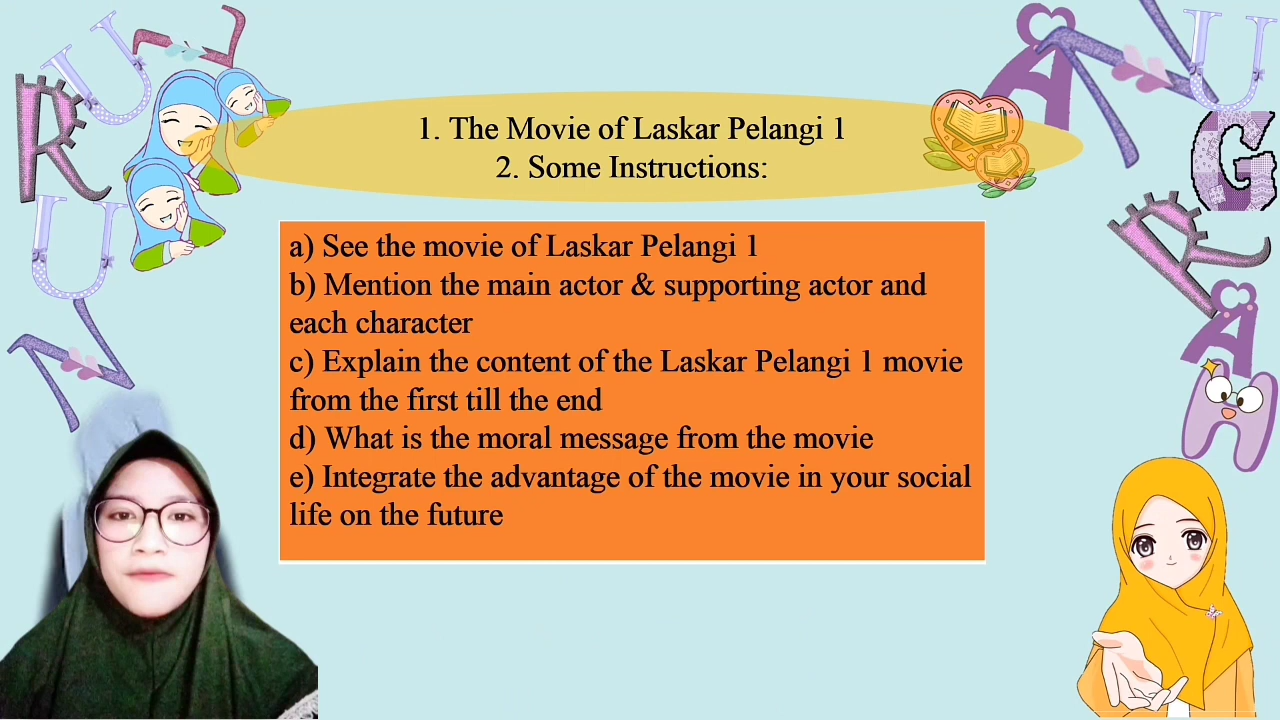 1. The Movie of Laskar Pelangi 1
2. Some Instructions:
a) See the movie of Laskar Pelangi 1
b) Mention the main actor & supporting actor and
each character
c) Explain the content of the Laskar Pelangi 1 movie
from the first till the end
d) What is the moral message from the movie
e) Integrate the advantage of the movie in your social
life on the future